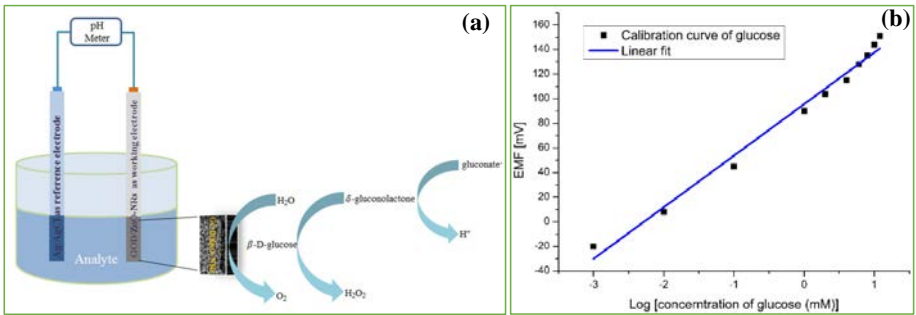 (a)
pH
Meter
Ag/AgCl as reference electrode
GOD/ZnO-NRs as working electrode
Analyte
H₂O
β-D-glucose
O₂
δ-gluconolactone
H₂O₂
gluconate⁻
H⁺
(b)
Calibration curve of glucose
Linear fit
EMF [mV]
160
140
120
100
80
60
40
20
0
-20
-40
-3
-2
-1
0
1
Log [concerntration of glucose (mM)]